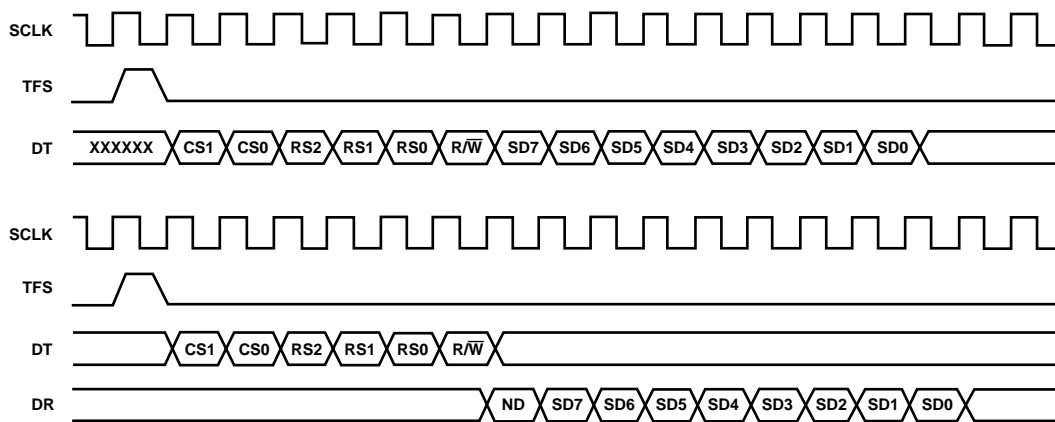 SCLK
TFS
DT XXXXXX CS1 CS0 RS2 RS1 RS0 R/W̅ SD7 SD6 SD5 SD4 SD3 SD2 SD1 SD0
SCLK
TFS
DT CS1 CS0 RS2 RS1 RS0 R/W̅
DR ND SD7 SD6 SD5 SD4 SD3 SD2 SD1 SD0